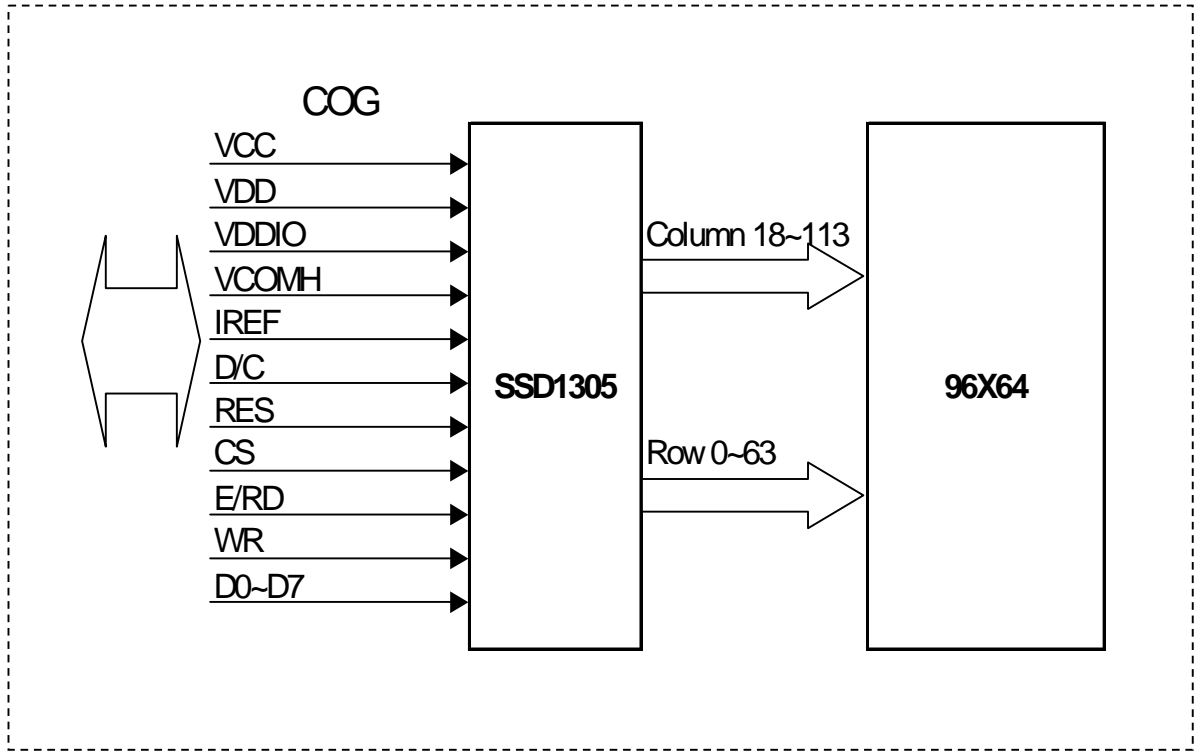 COG
VCC
VDD
VDDIO
VCOMH
IREF
D/C
RES
CS
E/RD
WR
D0~D7
SSD1305
Column 18~113
Row 0~63
96X64